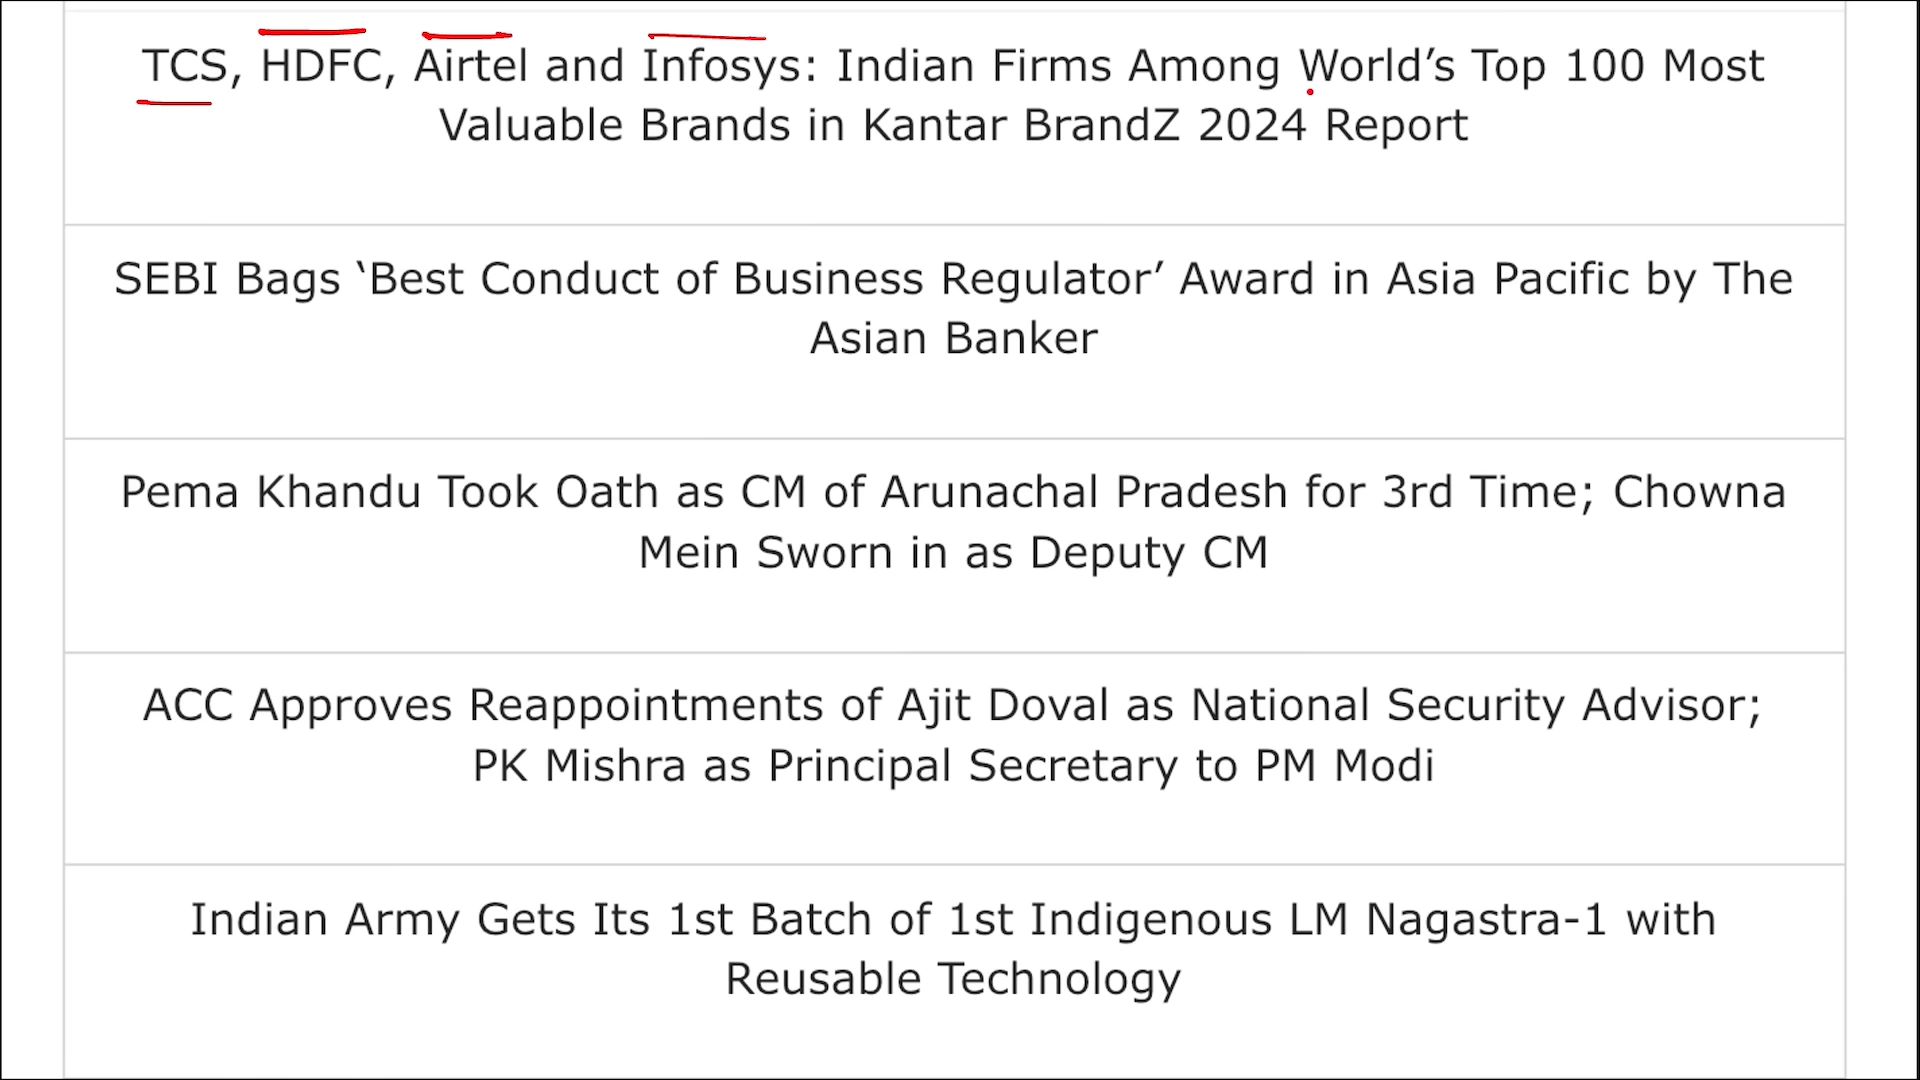 TCS, HDFC, Airtel and Infosys: Indian Firms Among World’s Top 100 Most
Valuable Brands in Kantar BrandZ 2024 Report
SEBI Bags ‘Best Conduct of Business Regulator’ Award in Asia Pacific by The
Asian Banker
Pema Khandu Took Oath as CM of Arunachal Pradesh for 3rd Time; Chowna
Mein Sworn in as Deputy CM
ACC Approves Reappointments of Ajit Doval as National Security Advisor;
PK Mishra as Principal Secretary to PM Modi
Indian Army Gets Its 1st Batch of 1st Indigenous LM Nagastra-1 with
Reusable Technology